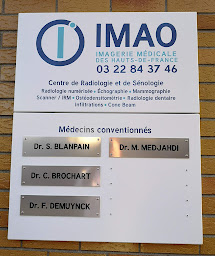 IMAO
IMAGERIE MÉDICALE
DES HAUTS-DE-FRANCE
03 22 84 37 46
Centre de Radiologie et de Sénologie
Radiologie numérisée • Échographie • Mammographie
Scanner / IRM • Ostéodensitométrie • Radiologie dentaire
Infiltrations • Cone Beam
Médecins conventionnés
Dr. S. BLANPAIN
Dr. M. MEDJAHDI
Dr. C. BROCHART
Dr. F. DEMUYNCK